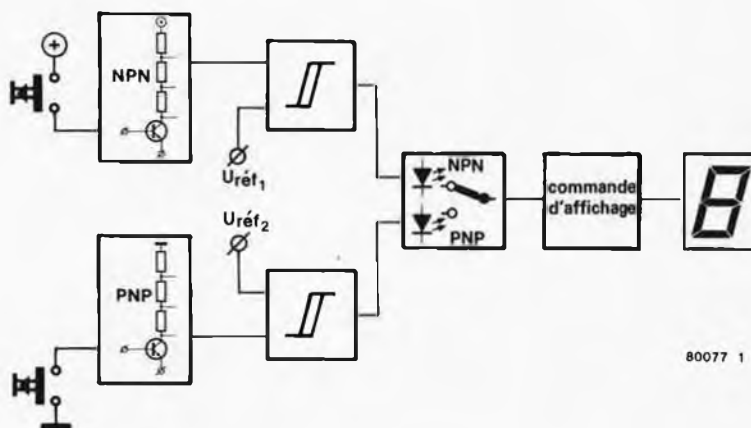 NPN
Uréf1
Uréf2
PNP
NPN
PNP
commande
d'affichage
80077 1